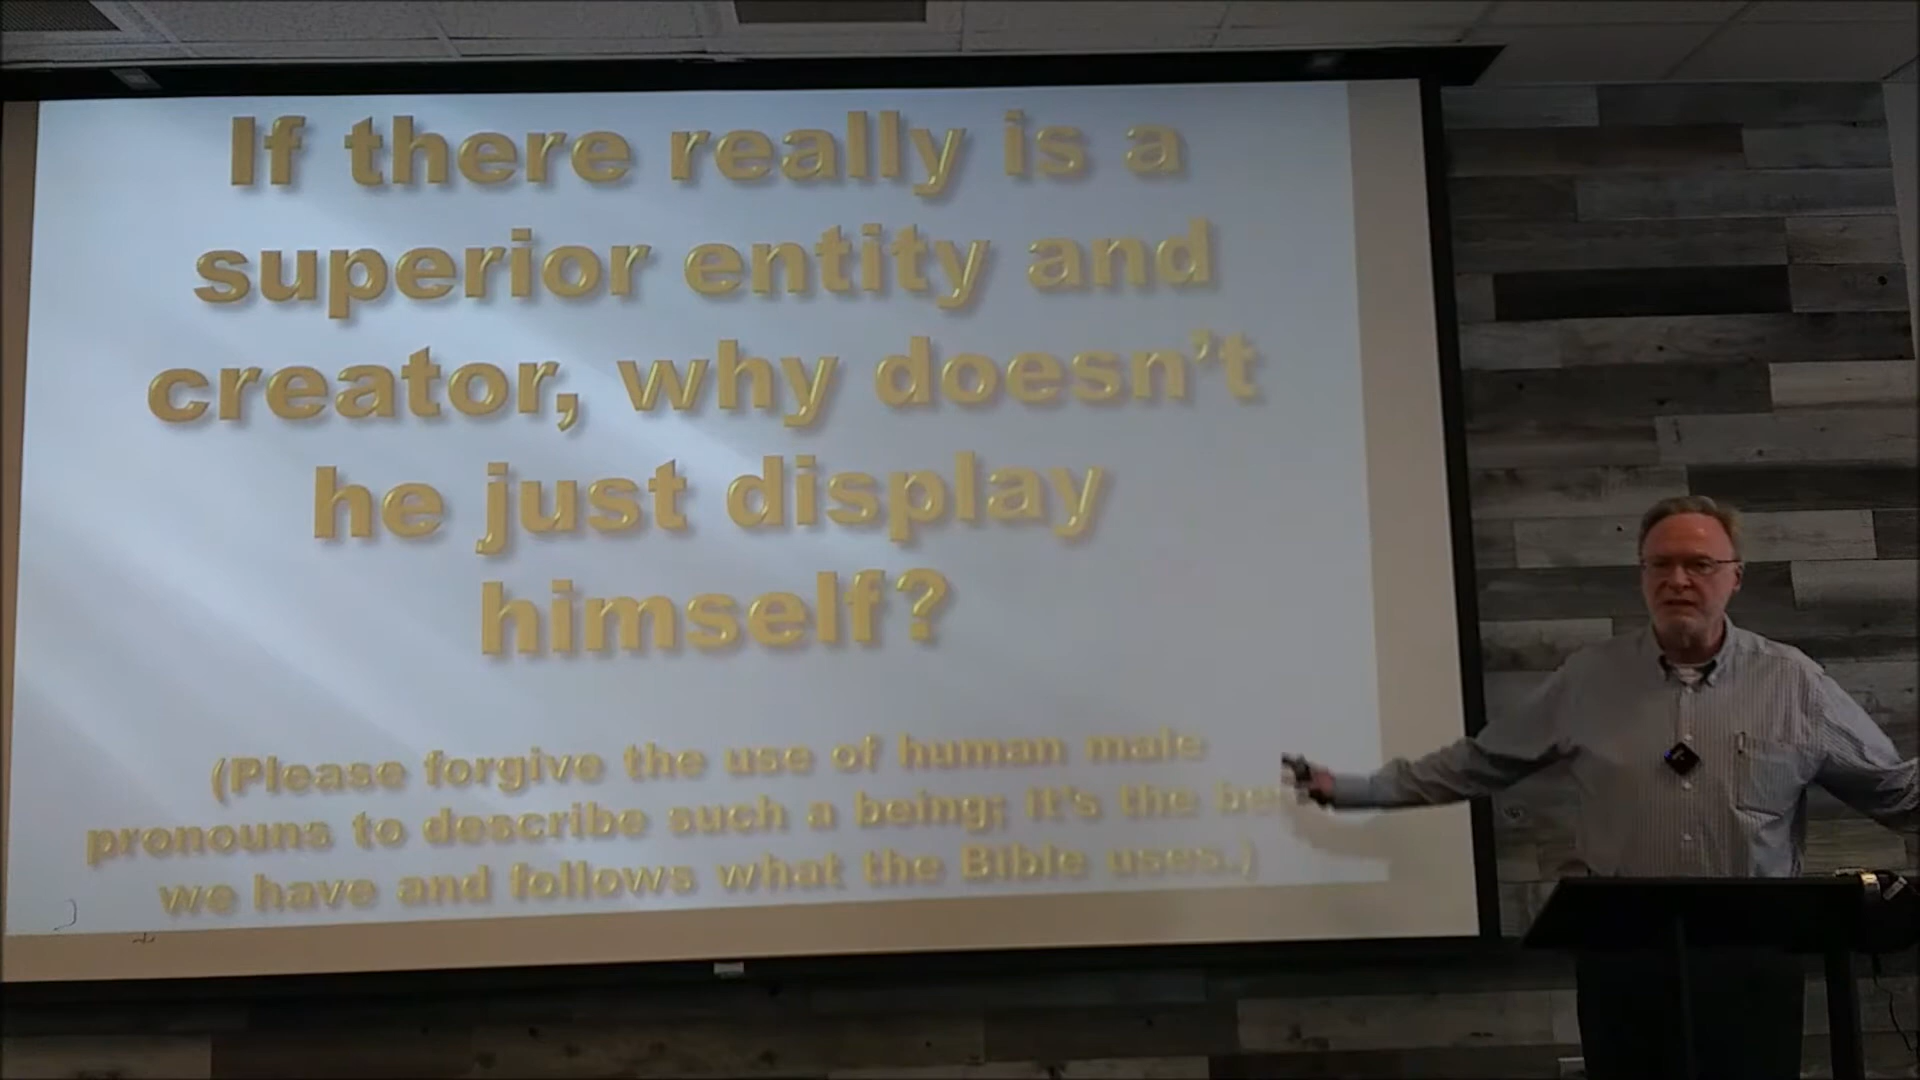 If there really is a
superior entity and
creator, why doesn't
he just display
himself?
(Please forgive the use of human male
pronouns to describe such a being; it's the
we have and follows what the Bible uses.)